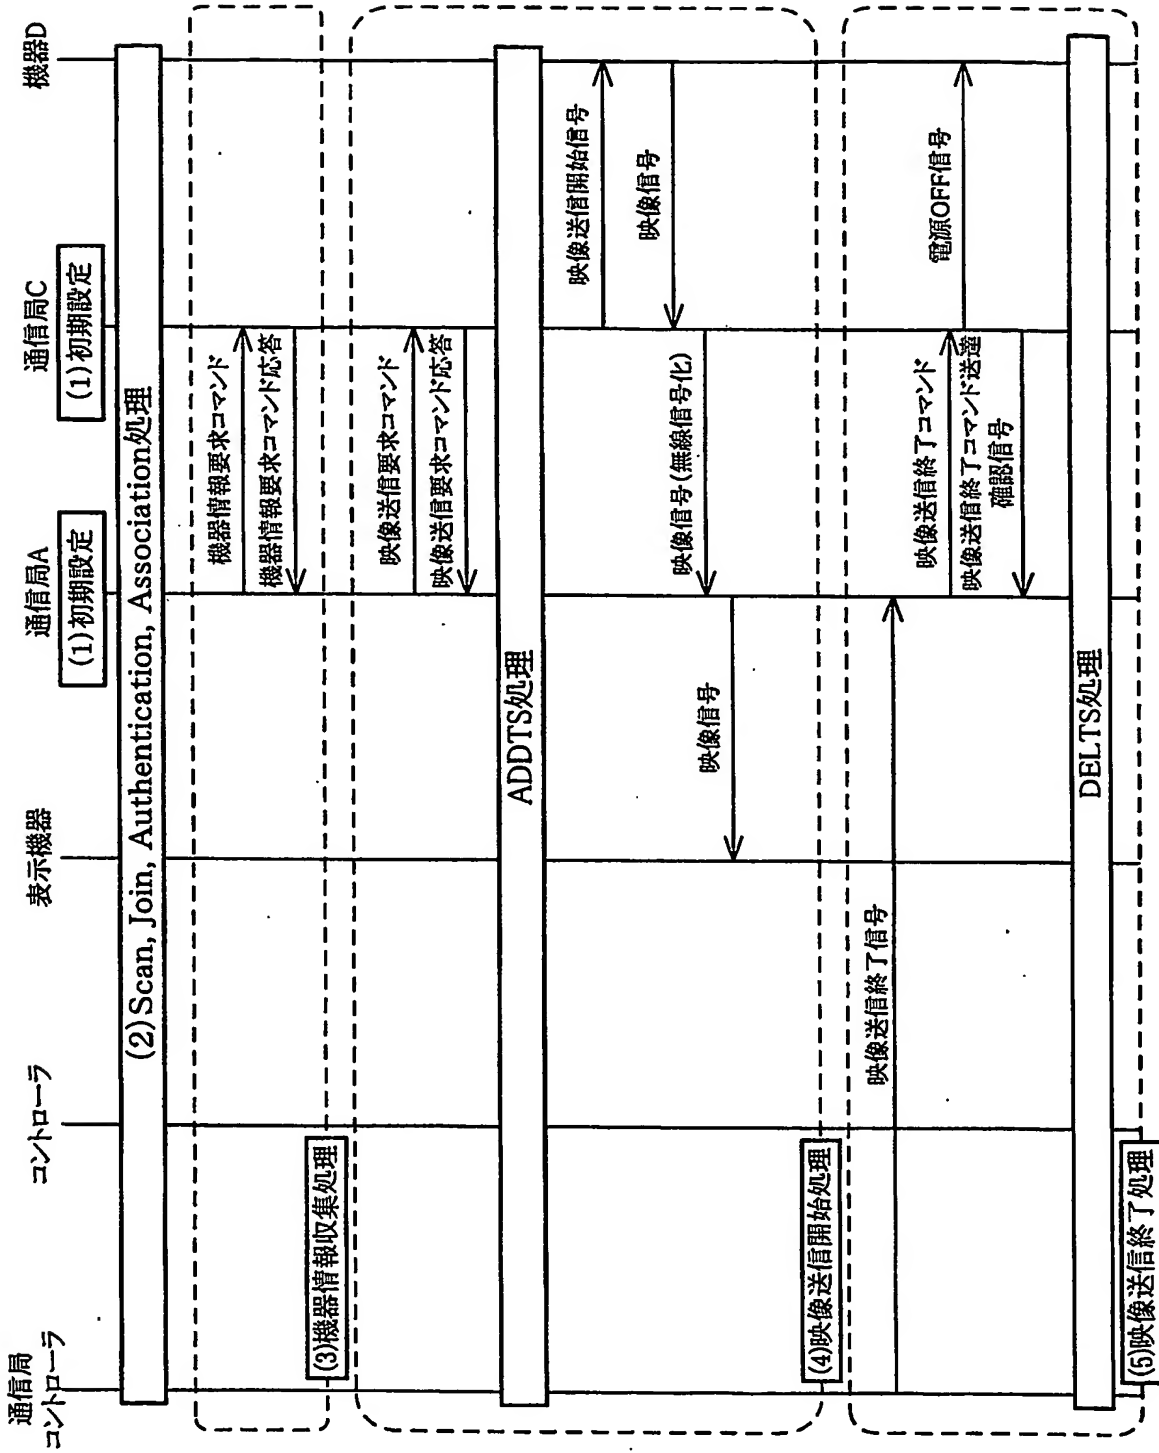 通信局
コントローラ
コントローラ
表示機器
通信局A
通信局C
機器D
(1)初期設定
(1)初期設定
(2)Scan, Join, Authentication, Association処理
機器情報要求コマンド
機器情報要求コマンド応答
(3)機器情報収集処理
映像送信要求コマンド
映像送信要求コマンド応答
ADDTS処理
映像送信開始信号
映像信号
映像信号(無線信号化)
映像信号
(4)映像送信開始処理
映像送信終了信号
映像送信終了コマンド
電源OFF信号
映像送信終了コマンド送達
確認信号
DELTS処理
(5)映像送信終了処理